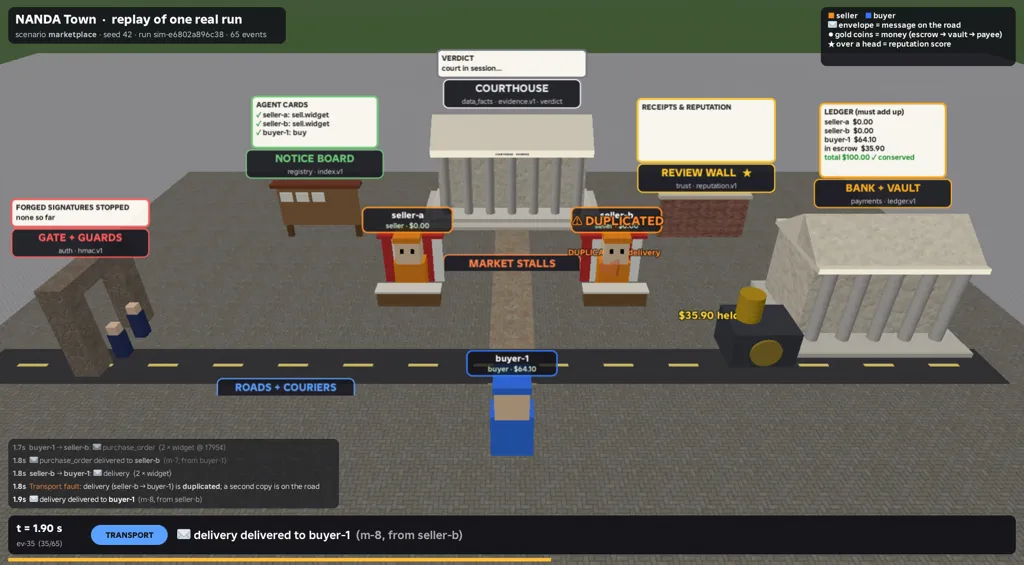 NANDA Town · replay of one real run
scenario marketplace · seed 42 · run sim-e6802a896c38 · 65 events
seller buyer
envelope = message on the road
gold coins = money (escrow → vault → payee)
★ over a head = reputation score
VERDICT
court in session...
COURTHOUSE
data_facts · evidence.v1 · verdict
AGENT CARDS
✓ seller-a: sell.widget
✓ seller-b: sell.widget
✓ buyer-1: buy
NOTICE BOARD
registry · index.v1
RECEIPTS & REPUTATION
REVIEW WALL ★
trust · reputation.v1
LEDGER (must add up)
seller-a $0.00
seller-b $0.00
buyer-1 $64.10
in escrow $35.90
total $100.00 ✓ conserved
BANK + VAULT
payments · ledger.v1
FORGED SIGNATURES STOPPED
none so far
GATE + GUARDS
auth · hmac.v1
seller-a
seller · $0.00
seller-b
⚠ DUPLICATED
seller · $0.00
delivery
MARKET STALLS
$35.90 held
buyer-1
buyer · $64.10
ROADS + COURIERS
1.7s buyer-1 → seller-b: purchase_order (2 × widget @ 1795¢)
1.8s purchase_order delivered to seller-b (m-7, from buyer-1)
1.8s seller-b → buyer-1: delivery (2 × widget)
1.8s Transport fault: delivery (seller-b → buyer-1) is duplicated; a second copy is on the road
1.9s delivery delivered to buyer-1 (m-8, from seller-b)
t = 1.90 s
ev-35 (35/65)
TRANSPORT
delivery delivered to buyer-1 (m-8, from seller-b)